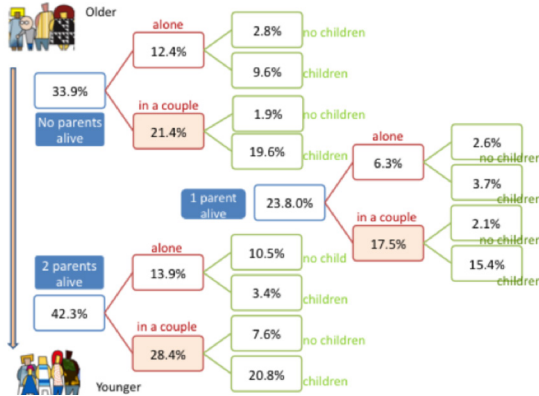 Older
alone
12.4%
2.8%
no children
9.6%
children
33.9%
No parents
alive
in a couple
21.4%
1.9%
no children
19.6%
children
1 parent
alive
23.8.0%
alone
6.3%
2.6%
no children
3.7%
children
in a couple
17.5%
2.1%
no children
15.4%
children
2 parents
alive
42.3%
alone
13.9%
10.5%
no child
3.4%
children
in a couple
28.4%
7.6%
no children
20.8%
children
Younger